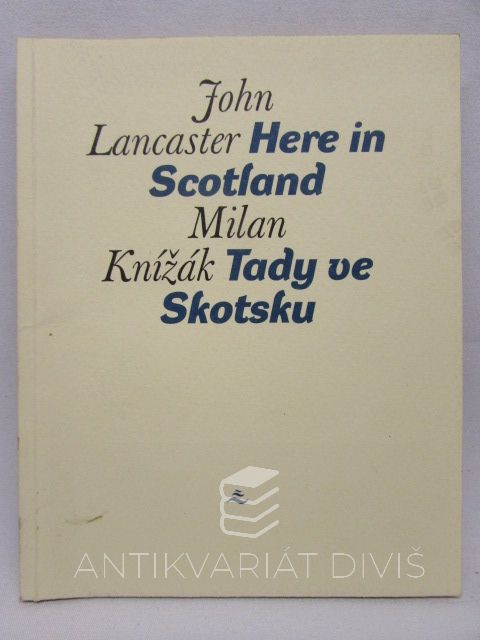 John
Lancaster Here in
Scotland
Milan
Knížák Tady ve
Skotsku
ANTIKVARIÁT DIVIŠ